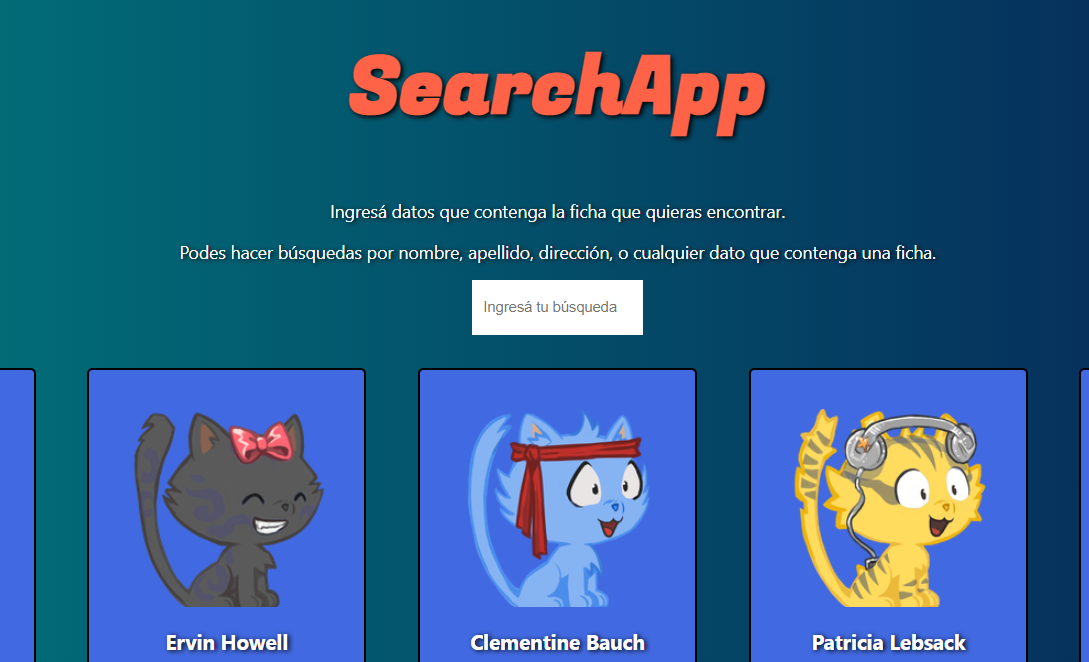 SearchApp
Ingresá datos que contenga la ficha que quieras encontrar.
Podes hacer búsquedas por nombre, apellido, dirección, o cualquier dato que contenga una ficha.
Ingresá tu búsqueda
Ervin Howell
Clementine Bauch
Patricia Lebsack